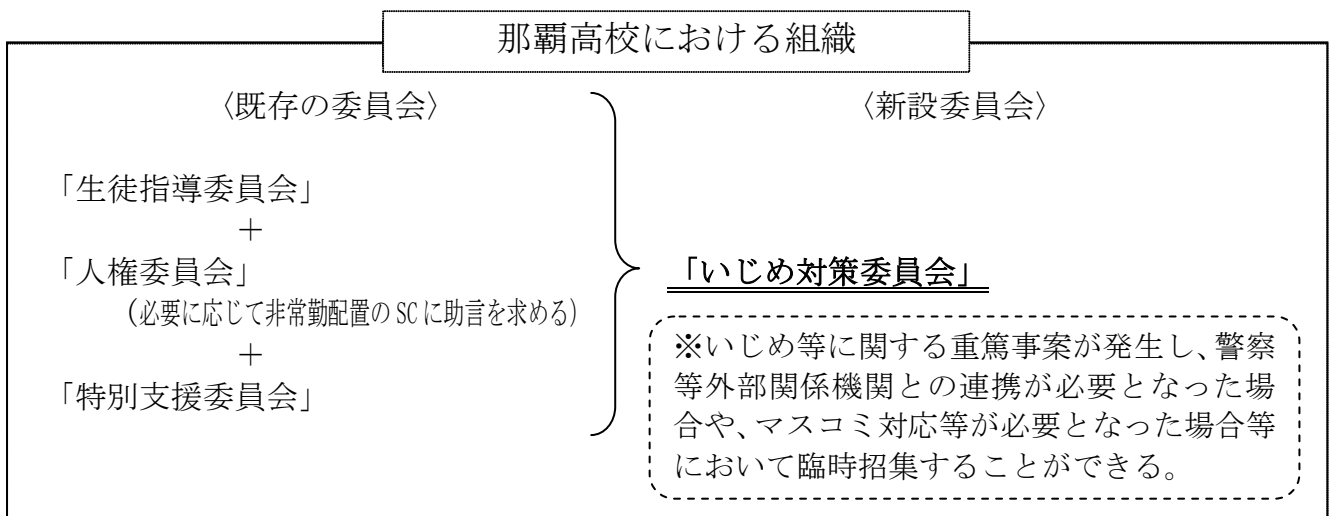 那覇高校における組織
〈既存の委員会〉
〈新設委員会〉
「生徒指導委員会」
+
「人権委員会」
(必要に応じて非常勤配置のSCに助言を求める)
+
「特別支援委員会」
「いじめ対策委員会」
※いじめ等に関する重篤事案が発生し、警察
等外部関係機関との連携が必要となった場
合や、マスコミ対応等が必要となった場合等
において臨時招集することができる。